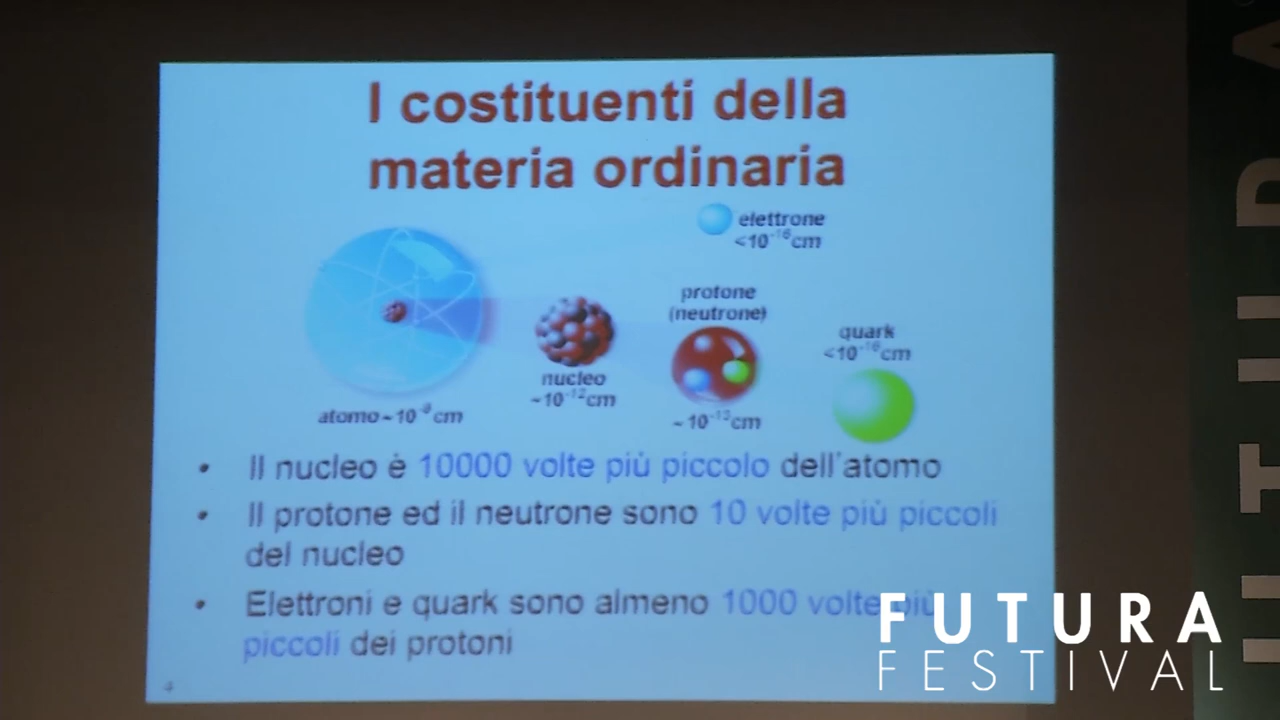 I costituenti della
materia ordinaria
elettrone
<10⁻¹⁶cm
protone
(neutrone)
quark
<10⁻¹⁶cm
nucleo
~10⁻¹²cm
atomo~10⁻⁸cm
~10⁻¹³cm
• Il nucleo è 10000 volte più piccolo dell'atomo
• Il protone ed il neutrone sono 10 volte più piccoli
del nucleo
• Elettroni e quark sono almeno 1000 volte più
piccoli dei protoni
4
FUTURA
FESTIVAL